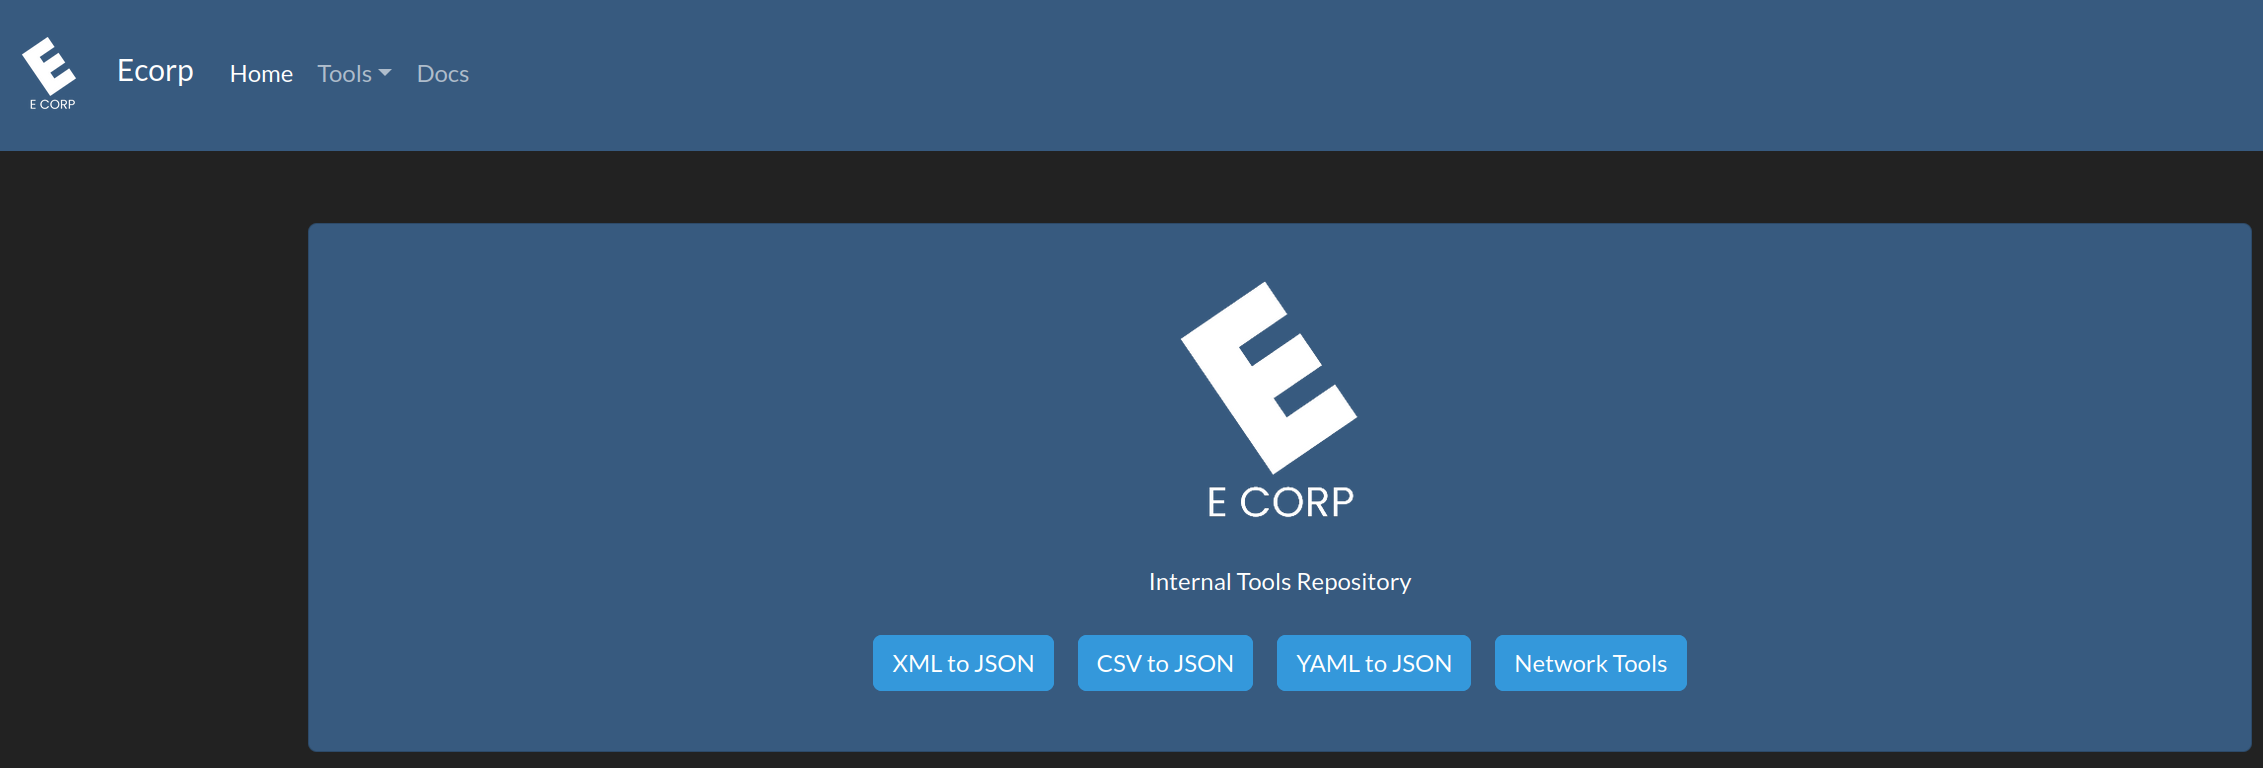 Ecorp Home Tools Docs
E CORP
E CORP
Internal Tools Repository
XML to JSON CSV to JSON YAML to JSON Network Tools